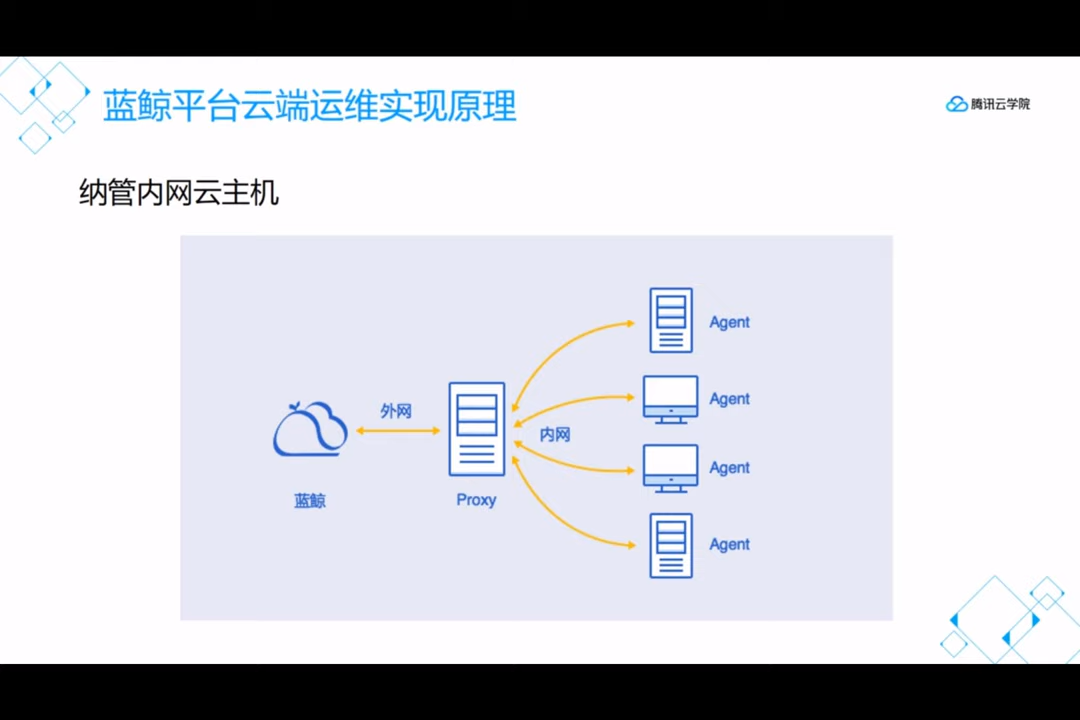 蓝鲸平台云端运维实现原理
腾讯云学院
纳管内网云主机
Agent
Agent
外网
内网
Agent
蓝鲸
Proxy
Agent